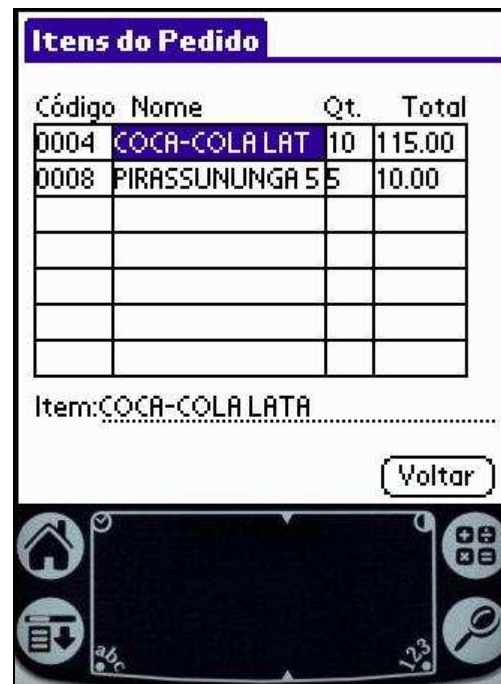 Itens do Pedido
Código Nome Qt. Total
0004 COCA-COLA LAT 10 115.00
0008 PIRASSUNUNGA 5 5 10.00
Item:COCA-COLA LATA
Voltar
abc 123